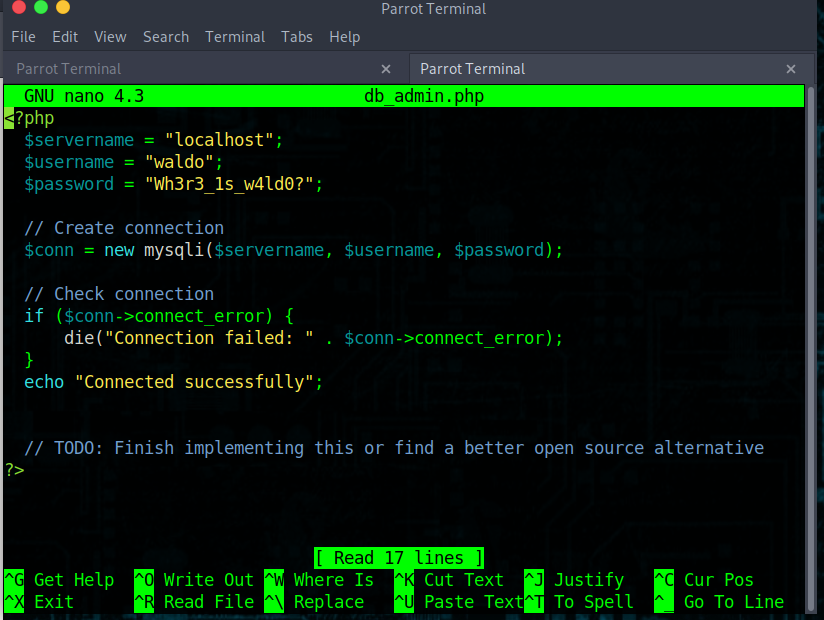 Parrot Terminal
File Edit View Search Terminal Tabs Help
Parrot Terminal × Parrot Terminal ×
GNU nano 4.3 db_admin.php
<?php
  $servername = "localhost";
  $username = "waldo";
  $password = "Wh3r3_1s_w4ld0?";
  // Create connection
  $conn = new mysqli($servername, $username, $password);
  // Check connection
  if ($conn->connect_error) {
      die("Connection failed: " . $conn->connect_error);
  }
  echo "Connected successfully";
  // TODO: Finish implementing this or find a better open source alternative
?>
[ Read 17 lines ]
^G Get Help ^O Write Out ^W Where Is ^K Cut Text ^J Justify ^C Cur Pos
^X Exit ^R Read File ^\ Replace ^U Paste Text ^T To Spell ^_ Go To Line